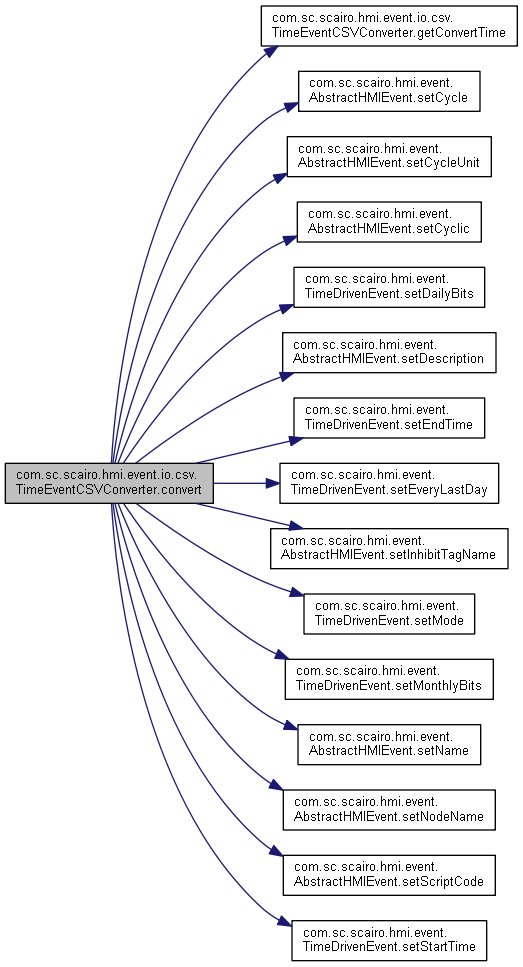 com.sc.scairo.hmi.event.io.csv.
TimeEventCSVConverter.getConvertTime
com.sc.scairo.hmi.event.
AbstractHMIEvent.setCycle
com.sc.scairo.hmi.event.
AbstractHMIEvent.setCycleUnit
com.sc.scairo.hmi.event.
AbstractHMIEvent.setCyclic
com.sc.scairo.hmi.event.
TimeDrivenEvent.setDailyBits
com.sc.scairo.hmi.event.
AbstractHMIEvent.setDescription
com.sc.scairo.hmi.event.
TimeDrivenEvent.setEndTime
com.sc.scairo.hmi.event.io.csv.
TimeEventCSVConverter.convert
com.sc.scairo.hmi.event.
TimeDrivenEvent.setEveryLastDay
com.sc.scairo.hmi.event.
AbstractHMIEvent.setInhibitTagName
com.sc.scairo.hmi.event.
TimeDrivenEvent.setMode
com.sc.scairo.hmi.event.
TimeDrivenEvent.setMonthlyBits
com.sc.scairo.hmi.event.
AbstractHMIEvent.setName
com.sc.scairo.hmi.event.
AbstractHMIEvent.setNodeName
com.sc.scairo.hmi.event.
AbstractHMIEvent.setScriptCode
com.sc.scairo.hmi.event.
TimeDrivenEvent.setStartTime